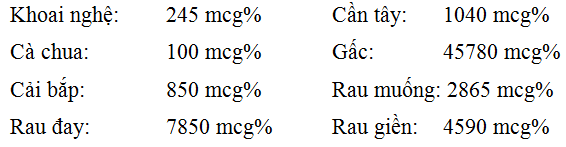 Khoai nghệ: 245 mcg% Cần tây: 1040 mcg%
Cà chua: 100 mcg% Gấc: 45780 mcg%
Cải bắp: 850 mcg% Rau muống: 2865 mcg%
Rau đay: 7850 mcg% Rau giền: 4590 mcg%